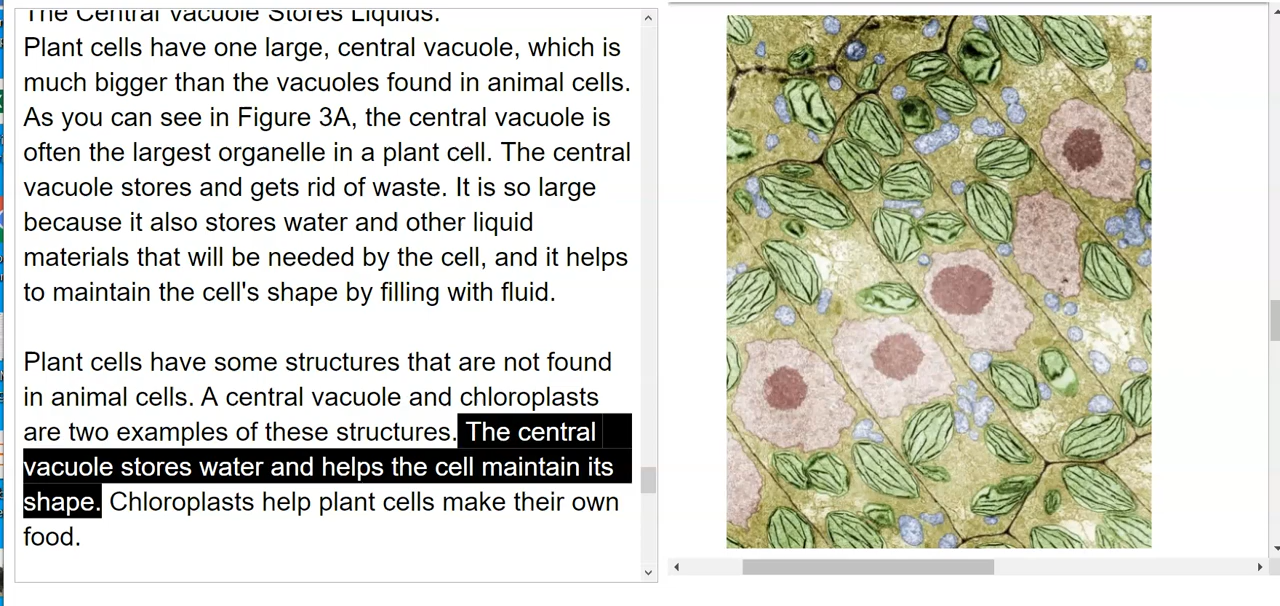 The Central Vacuole Stores Liquids.
Plant cells have one large, central vacuole, which is
much bigger than the vacuoles found in animal cells.
As you can see in Figure 3A, the central vacuole is
often the largest organelle in a plant cell. The central
vacuole stores and gets rid of waste. It is so large
because it also stores water and other liquid
materials that will be needed by the cell, and it helps
to maintain the cell's shape by filling with fluid.
Plant cells have some structures that are not found
in animal cells. A central vacuole and chloroplasts
are two examples of these structures. The central
vacuole stores water and helps the cell maintain its
shape. Chloroplasts help plant cells make their own
food.